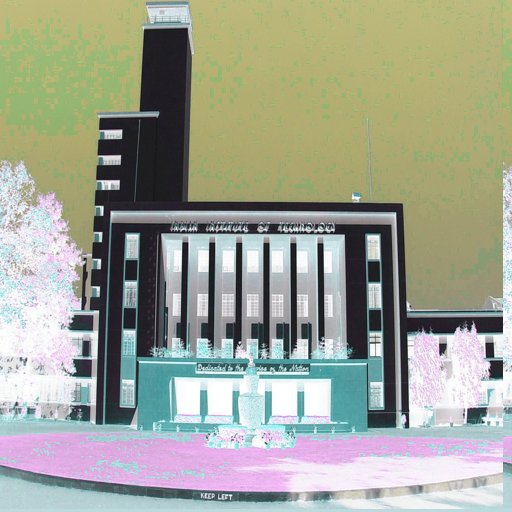 INDIAN INSTITUTE OF TECHNOLOGY
Dedicated to the Service of the Nation
KEEP LEFT